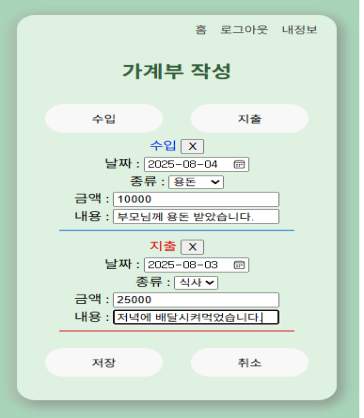 홈 로그아웃 내정보
가계부 작성
수입 지출
수입 X
날짜 : 2025-08-04
종류 : 용돈
금액 : 10000
내용 : 부모님께 용돈 받았습니다.
지출 X
날짜 : 2025-08-03
종류 : 식사
금액 : 25000
내용 : 저녁에 배달시켜먹었습니다.
저장 취소